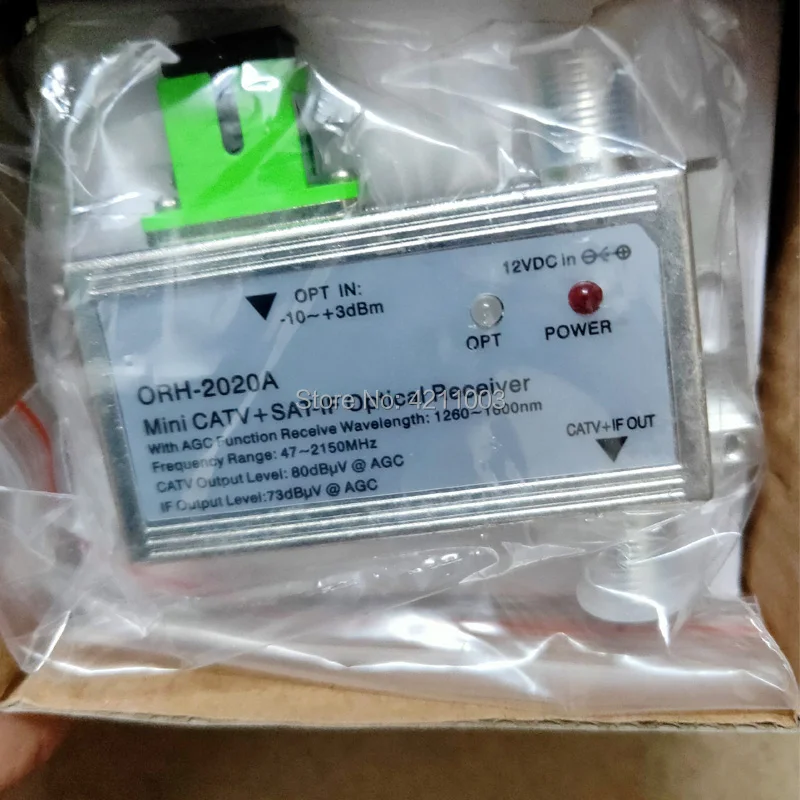 12VDC in
OPT IN:
-10~+3dBm
OPT
POWER
ORH-2020A
Mini CATV+SAT-IF Optical Receiver
With AGC Function Receive Wavelength: 1260~1600nm
Frequency Range: 47~2150MHz
CATV Output Level: 80dBµV @ AGC
IF Output Level:73dBµV @ AGC
CATV+IF OUT
Shop Store No: 4211003